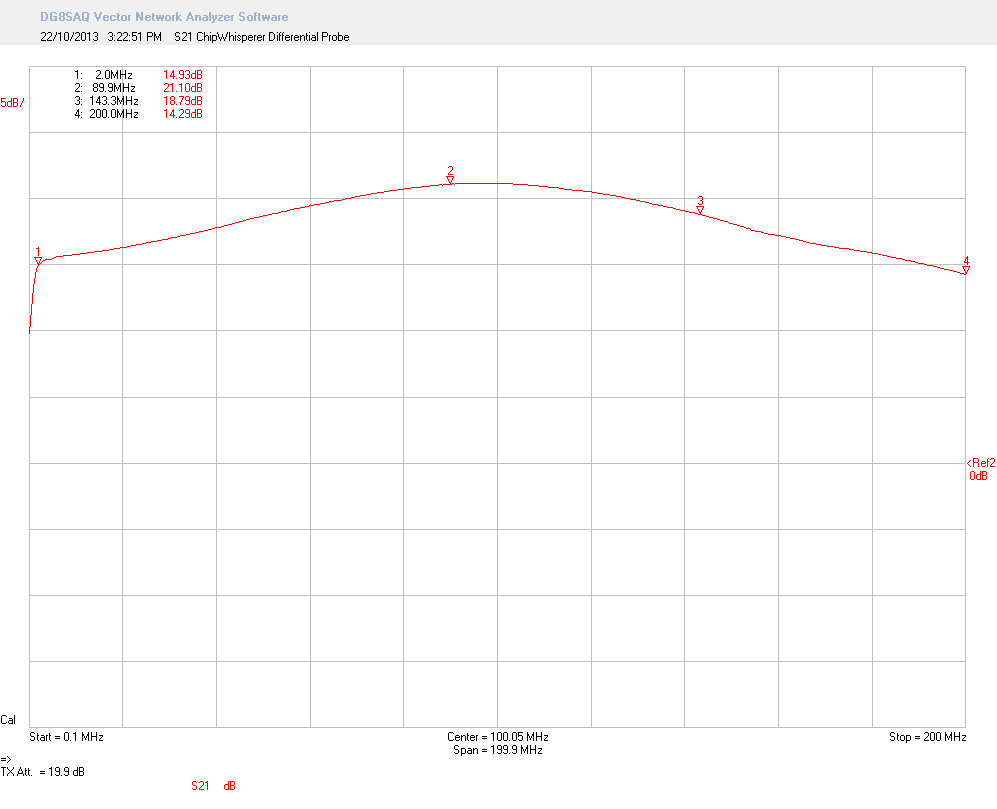 DG8SAQ Vector Network Analyzer Software
22/10/2013 3:22:51 PM S21 ChipWhisperer Differential Probe
1: 2.0MHz 14.93dB
2: 89.9MHz 21.10dB
3: 143.3MHz 18.79dB
4: 200.0MHz 14.29dB
5dB/
2
3
1
4
<Ref2
0dB
Cal
Start = 0.1 MHz Center = 100.05 MHz Stop = 200 MHz
Span = 199.9 MHz
=>
TX Att. = 19.9 dB
S21 dB